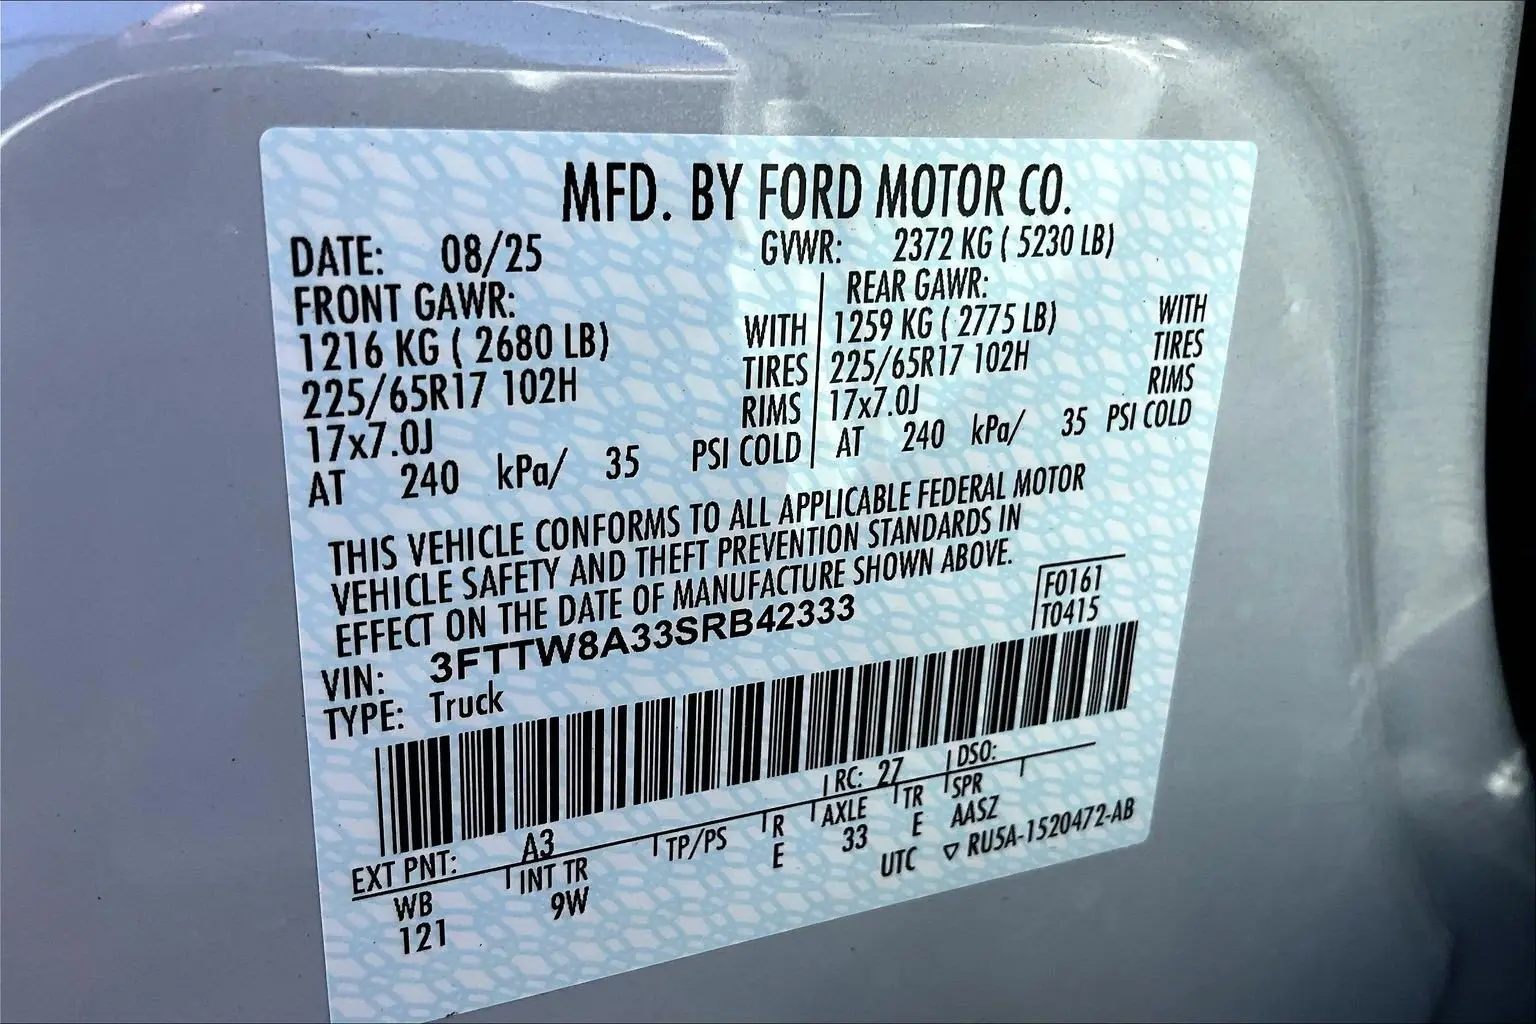 MFD. BY FORD MOTOR CO.
DATE: 08/25 GVWR: 2372 KG ( 5230 LB)
FRONT GAWR: REAR GAWR:
1216 KG ( 2680 LB) WITH 1259 KG ( 2775 LB) WITH
225/65R17 102H TIRES 225/65R17 102H TIRES
17x7.0J RIMS 17x7.0J RIMS
AT 240 kPa/ 35 PSI COLD AT 240 kPa/ 35 PSI COLD
THIS VEHICLE CONFORMS TO ALL APPLICABLE FEDERAL MOTOR
VEHICLE SAFETY AND THEFT PREVENTION STANDARDS IN
EFFECT ON THE DATE OF MANUFACTURE SHOWN ABOVE.
F0161
T0415
VIN: 3FTTW8A33SRB42333
TYPE: Truck
EXT PNT: A3 RC: 27 DSO:
WB INT TR TP/PS R AXLE TR SPR
121 9W E 33 E AASZ
UTC ▽ RU5A-1520472-AB